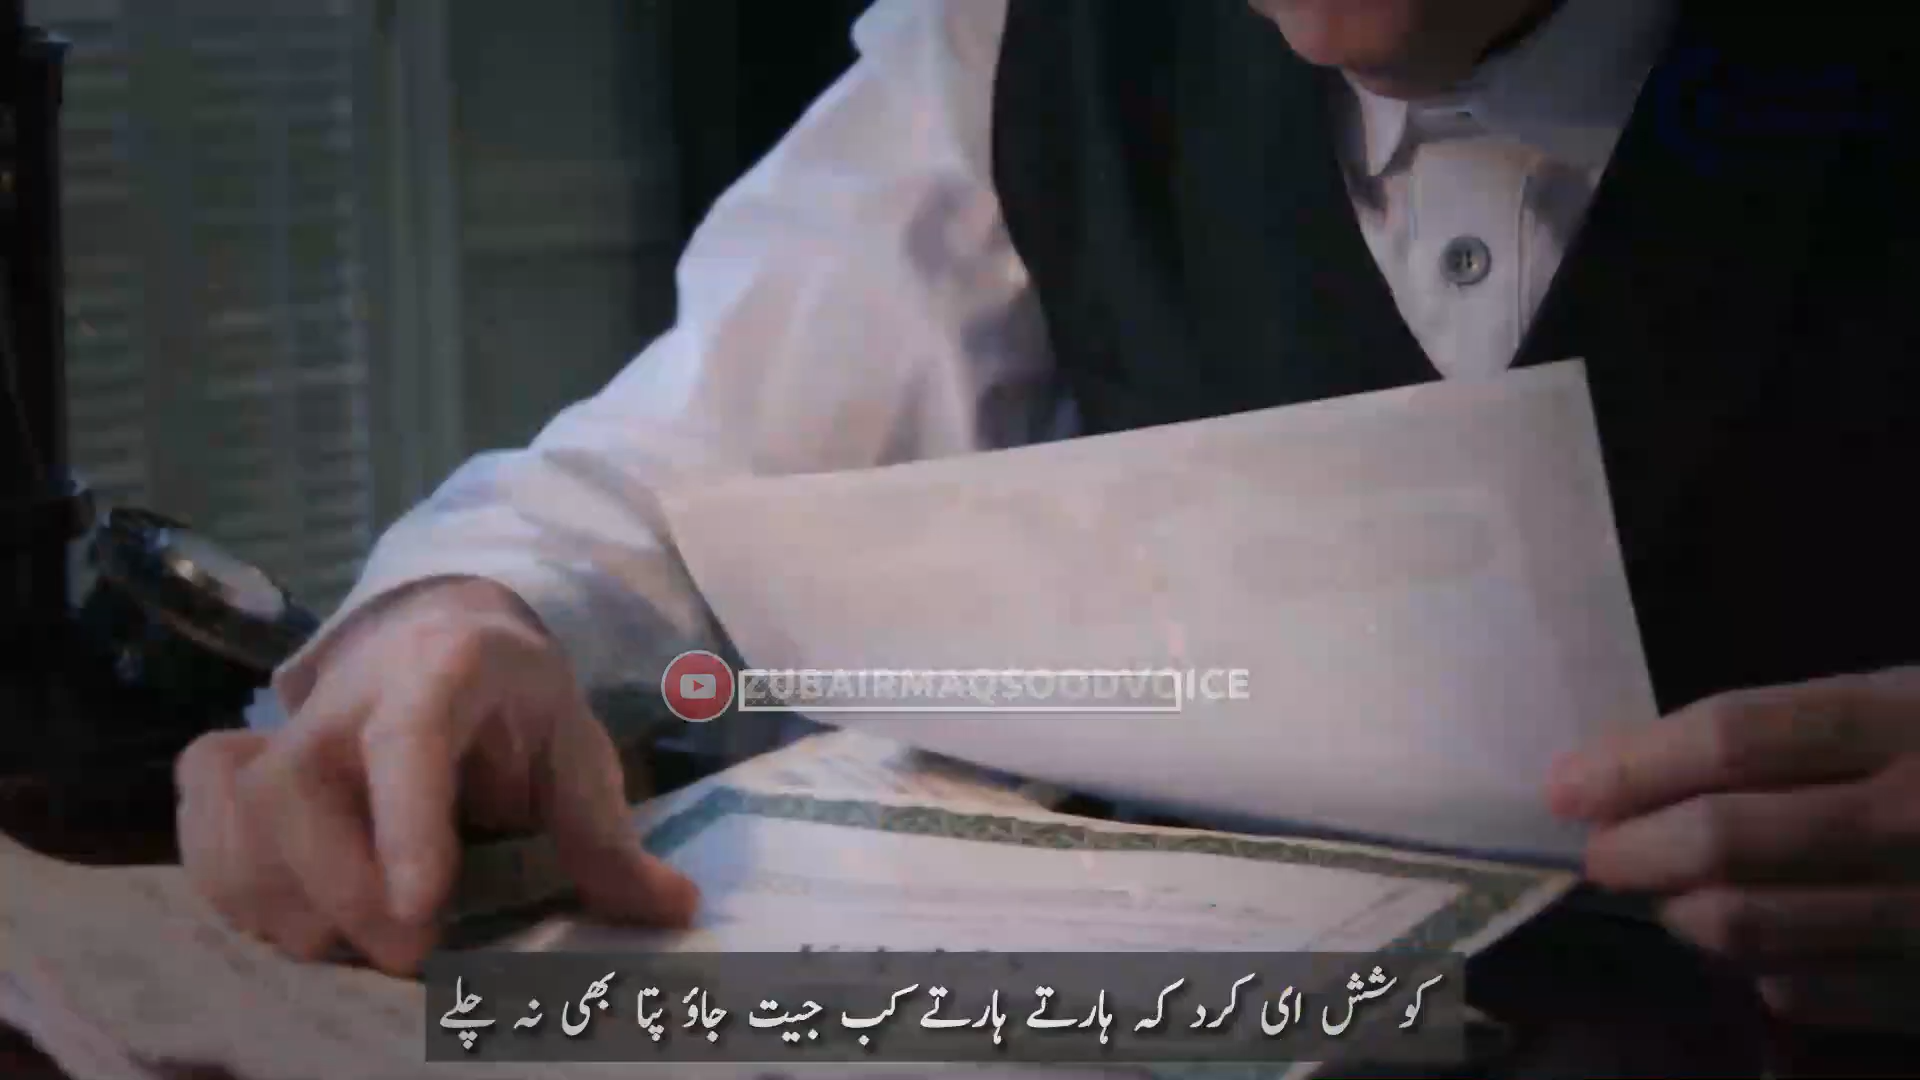 ZUBAIRMAQSOODVOICE
کوشش ای کرد کہ ہارتے ہارتے کب جیت جاؤ پتا بھی نہ چلے